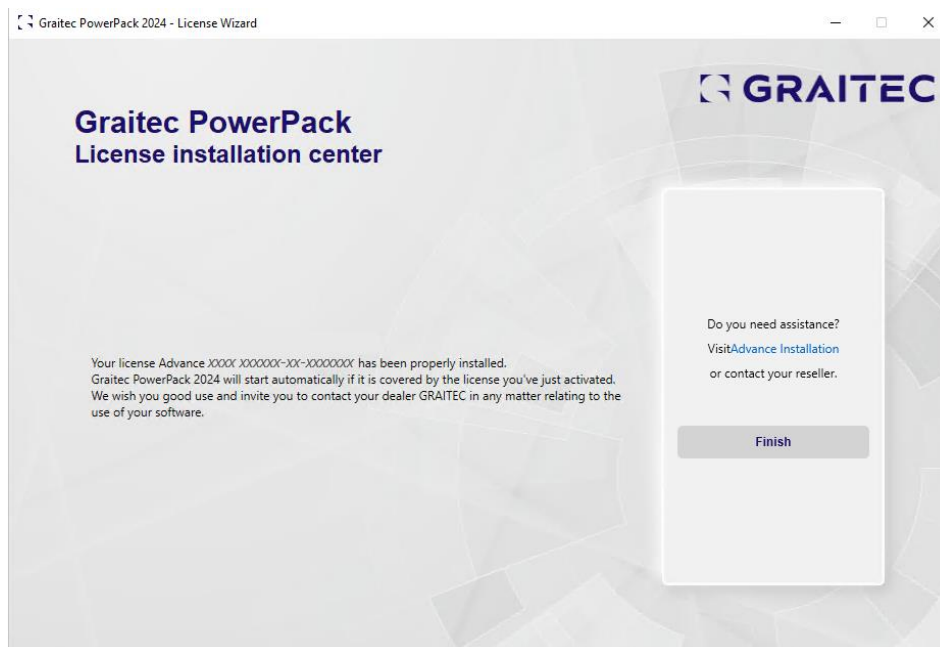 Graitec PowerPack 2024 - License Wizard
GRAITEC
Graitec PowerPack
License installation center
Your license Advance XXXX XXXXXX-XX-XXXXXXX has been properly installed.
Graitec PowerPack 2024 will start automatically if it is covered by the license you've just activated.
We wish you good use and invite you to contact your dealer GRAITEC in any matter relating to the
use of your software.
Do you need assistance?
VisitAdvance Installation
or contact your reseller.
Finish